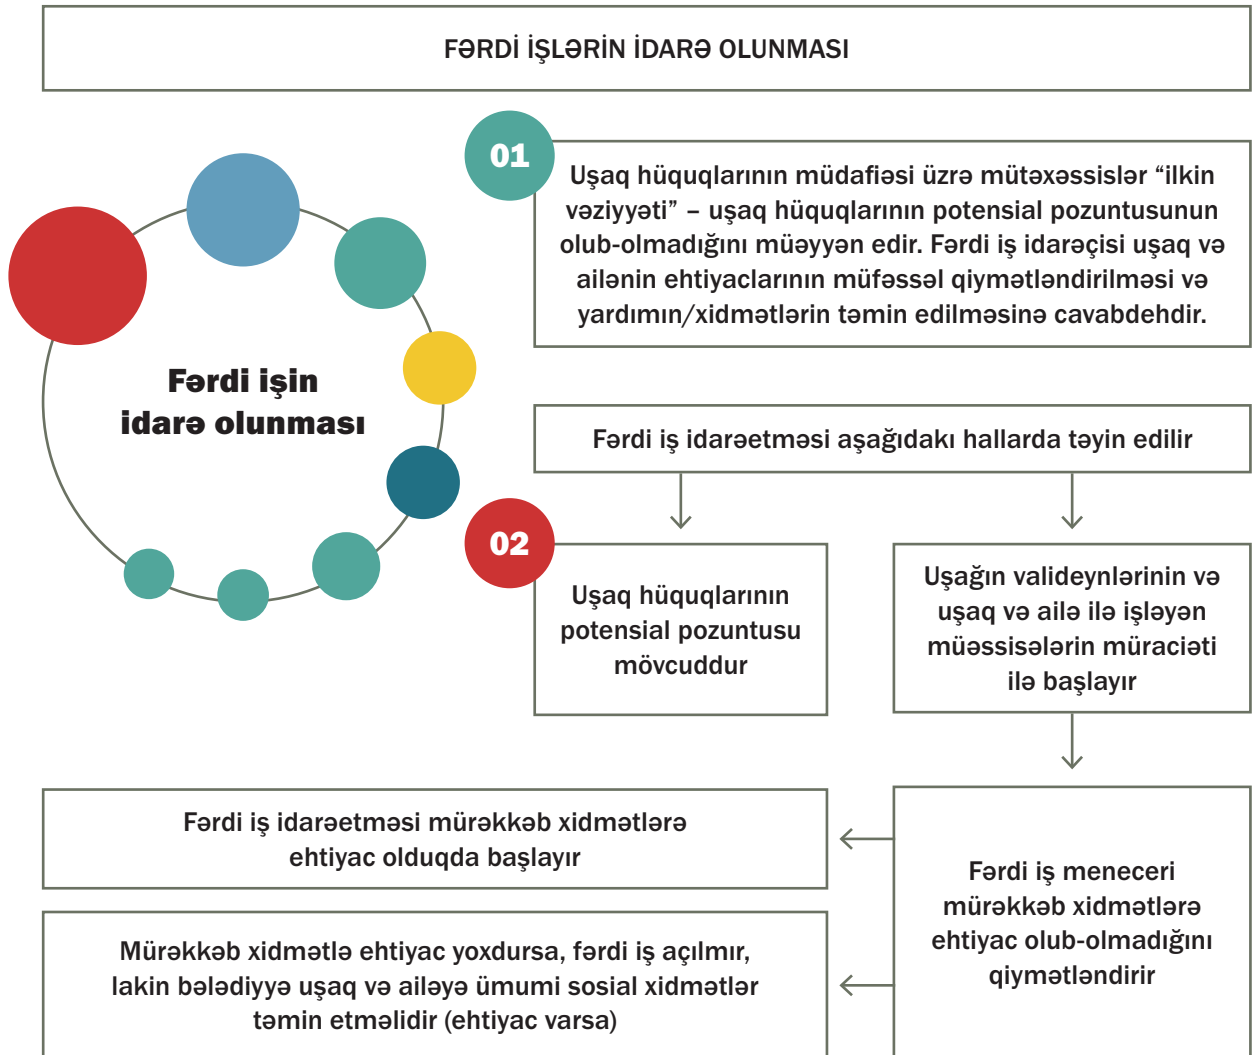 FƏRDİ İŞLƏRİN İDARƏ OLUNMASI
01
Uşaq hüquqlarının müdafiəsi üzrə mütəxəssislər “ilkin
vəziyyəti” – uşaq hüquqlarının potensial pozuntusunun
olub-olmadığını müəyyən edir. Fərdi iş idarəçisi uşaq və
ailənin ehtiyaclarının müfəssəl qiymətləndirilməsi və
yardımın/xidmətlərin təmin edilməsinə cavabdehdir.
Fərdi işin
idarə olunması
Fərdi iş idarəetməsi aşağıdakı hallarda təyin edilir
02
Uşaq hüquqlarının
potensial pozuntusu
mövcuddur
Uşağın valideynlərinin və
uşaq və ailə ilə işləyən
müəssisələrin müraciəti
ilə başlayır
Fərdi iş idarəetməsi mürəkkəb xidmətlərə
ehtiyac olduqda başlayır
Mürəkkəb xidmətlə ehtiyac yoxdursa, fərdi iş açılmır,
lakin bələdiyyə uşaq və ailəyə ümumi sosial xidmətlər
təmin etməlidir (ehtiyac varsa)
Fərdi iş meneceri
mürəkkəb xidmətlərə
ehtiyac olub-olmadığını
qiymətləndirir